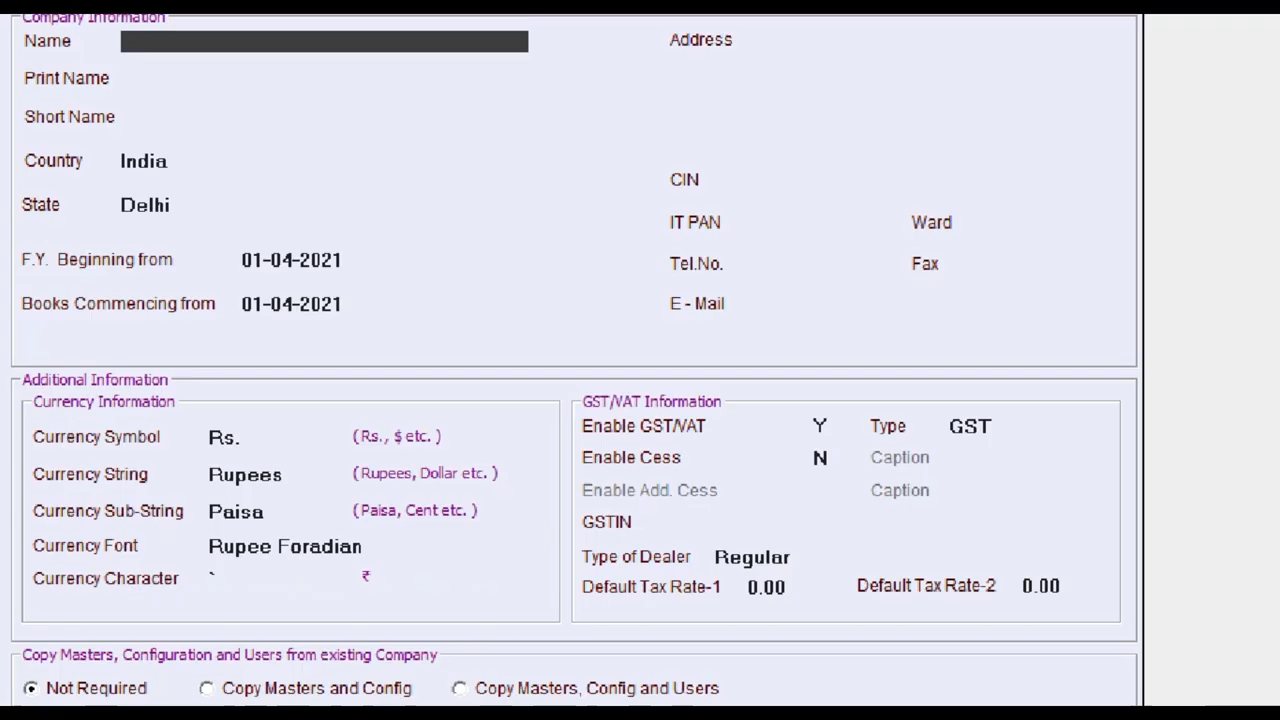 Company Information
Name Address
Print Name
Short Name
Country India
CIN
State Delhi
IT PAN Ward
F.Y. Beginning from 01-04-2021
Tel.No. Fax
Books Commencing from 01-04-2021
E - Mail
Additional Information
Currency Information
Currency Symbol Rs. (Rs., $ etc. )
Currency String Rupees (Rupees, Dollar etc. )
Currency Sub-String Paisa (Paisa, Cent etc. )
Currency Font Rupee Foradian
Currency Character ` ₹
GST/VAT Information
Enable GST/VAT Y Type GST
Enable Cess N Caption
Enable Add. Cess Caption
GSTIN
Type of Dealer Regular
Default Tax Rate-1 0.00 Default Tax Rate-2 0.00
Copy Masters, Configuration and Users from existing Company
Not Required Copy Masters and Config Copy Masters, Config and Users